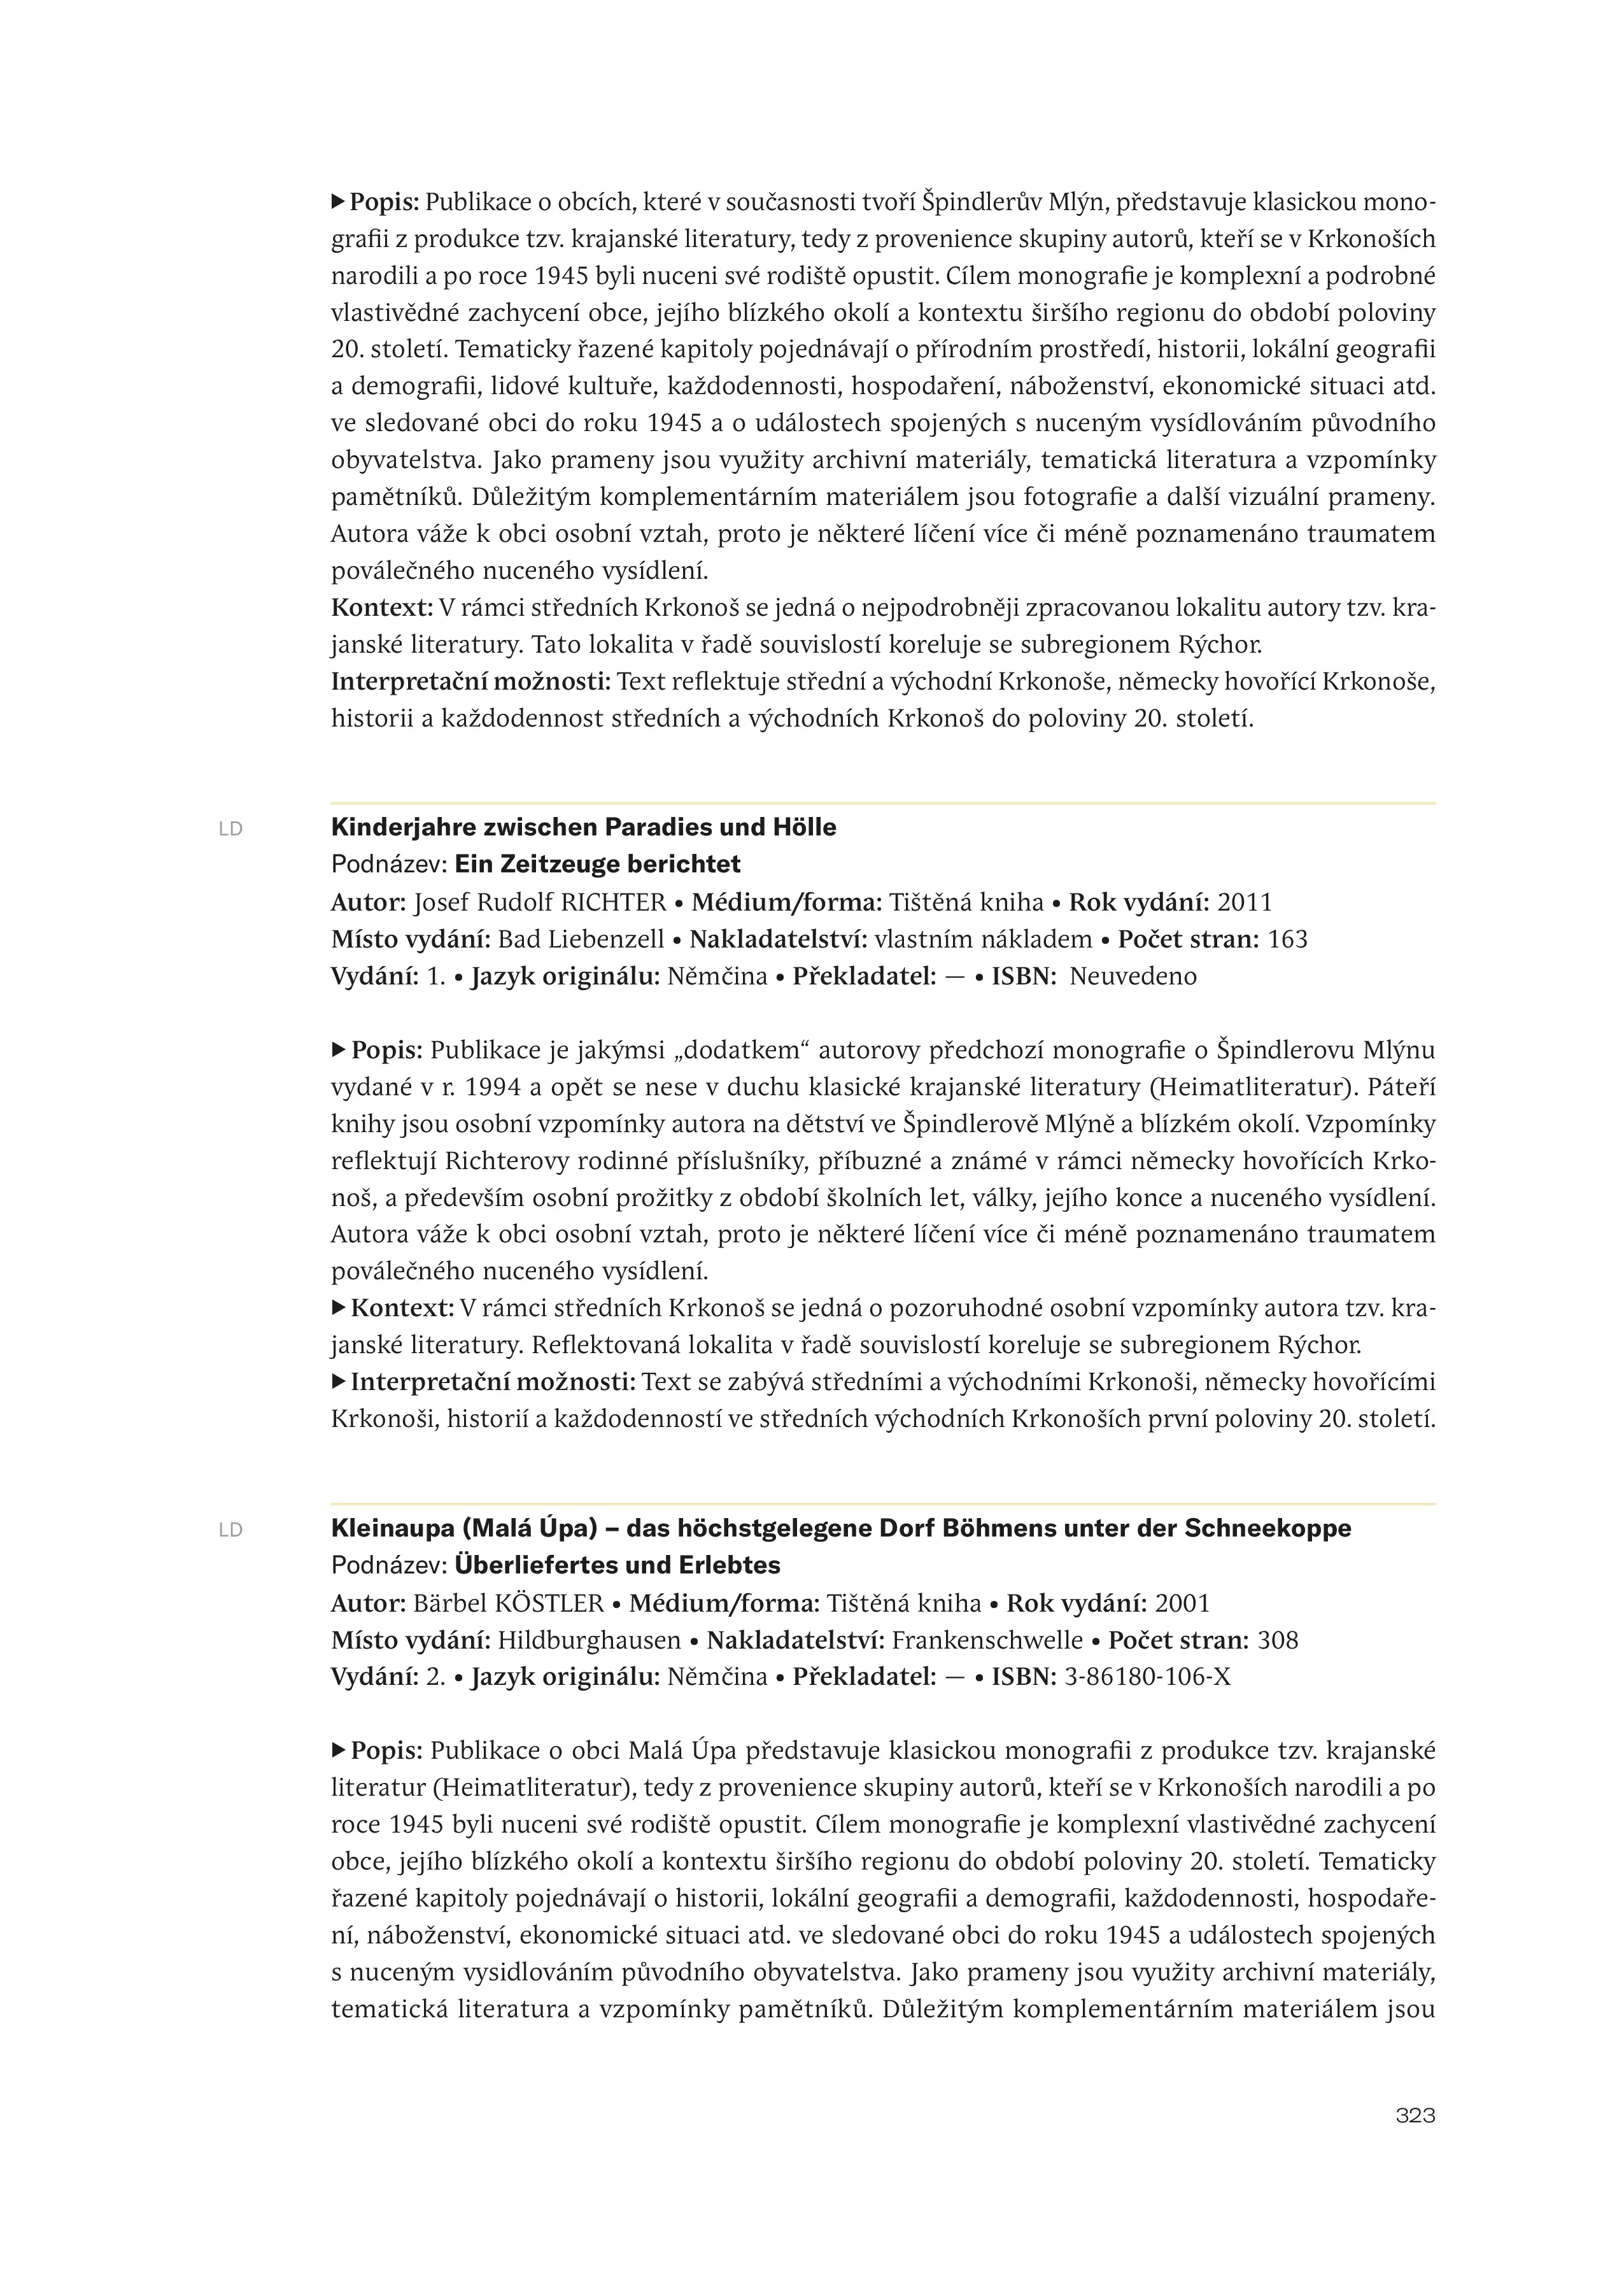 ▶ Popis: Publikace o obcích, které v současnosti tvoří Špindlerův Mlýn, představuje klasickou mono-
grafii z produkce tzv. krajanské literatury, tedy z provenience skupiny autorů, kteří se v Krkonoších
narodili a po roce 1945 byli nuceni své rodiště opustit. Cílem monografie je komplexní a podrobné
vlastivědné zachycení obce, jejího blízkého okolí a kontextu širšího regionu do období poloviny
20. století. Tematicky řazené kapitoly pojednávají o přírodním prostředí, historii, lokální geografii
a demografii, lidové kultuře, každodennosti, hospodaření, náboženství, ekonomické situaci atd.
ve sledované obci do roku 1945 a o událostech spojených s nuceným vysídlováním původního
obyvatelstva. Jako prameny jsou využity archivní materiály, tematická literatura a vzpomínky
pamětníků. Důležitým komplementárním materiálem jsou fotografie a další vizuální prameny.
Autora váže k obci osobní vztah, proto je některé líčení více či méně poznamenáno traumatem
poválečného nuceného vysídlení.
Kontext: V rámci středních Krkonoš se jedná o nejpodrobněji zpracovanou lokalitu autory tzv. kra-
janské literatury. Tato lokalita v řadě souvislostí koreluje se subregionem Rýchor.
Interpretační možnosti: Text reflektuje střední a východní Krkonoše, německy hovořící Krkonoše,
historii a každodennost středních a východních Krkonoš do poloviny 20. století.
LD
Kinderjahre zwischen Paradies und Hölle
Podnázev: Ein Zeitzeuge berichtet
Autor: Josef Rudolf RICHTER • Médium/forma: Tištěná kniha • Rok vydání: 2011
Místo vydání: Bad Liebenzell • Nakladatelství: vlastním nákladem • Počet stran: 163
Vydání: 1. • Jazyk originálu: Němčina • Překladatel: — • ISBN: Neuvedeno
▶ Popis: Publikace je jakýmsi „dodatkem“ autorovy předchozí monografie o Špindlerovu Mlýnu
vydané v r. 1994 a opět se nese v duchu klasické krajanské literatury (Heimatliteratur). Páteří
knihy jsou osobní vzpomínky autora na dětství ve Špindlerově Mlýně a blízkém okolí. Vzpomínky
reflektují Richterovy rodinné příslušníky, příbuzné a známé v rámci německy hovořících Krko-
noš, a především osobní prožitky z období školních let, války, jejího konce a nuceného vysídlení.
Autora váže k obci osobní vztah, proto je některé líčení více či méně poznamenáno traumatem
poválečného nuceného vysídlení.
▶ Kontext: V rámci středních Krkonoš se jedná o pozoruhodné osobní vzpomínky autora tzv. kra-
janské literatury. Reflektovaná lokalita v řadě souvislostí koreluje se subregionem Rýchor.
▶ Interpretační možnosti: Text se zabývá středními a východními Krkonoši, německy hovořícími
Krkonoši, historií a každodenností ve středních východních Krkonoších první poloviny 20. století.
LD
Kleinaupa (Malá Úpa) – das höchstgelegene Dorf Böhmens unter der Schneekoppe
Podnázev: Überliefertes und Erlebtes
Autor: Bärbel KÖSTLER • Médium/forma: Tištěná kniha • Rok vydání: 2001
Místo vydání: Hildburghausen • Nakladatelství: Frankenschwelle • Počet stran: 308
Vydání: 2. • Jazyk originálu: Němčina • Překladatel: — • ISBN: 3-86180-106-X
▶ Popis: Publikace o obci Malá Úpa představuje klasickou monografii z produkce tzv. krajanské
literatur (Heimatliteratur), tedy z provenience skupiny autorů, kteří se v Krkonoších narodili a po
roce 1945 byli nuceni své rodiště opustit. Cílem monografie je komplexní vlastivědné zachycení
obce, jejího blízkého okolí a kontextu širšího regionu do období poloviny 20. století. Tematicky
řazené kapitoly pojednávají o historii, lokální geografii a demografii, každodennosti, hospodaře-
ní, náboženství, ekonomické situaci atd. ve sledované obci do roku 1945 a událostech spojených
s nuceným vysidlováním původního obyvatelstva. Jako prameny jsou využity archivní materiály,
tematická literatura a vzpomínky pamětníků. Důležitým komplementárním materiálem jsou
323